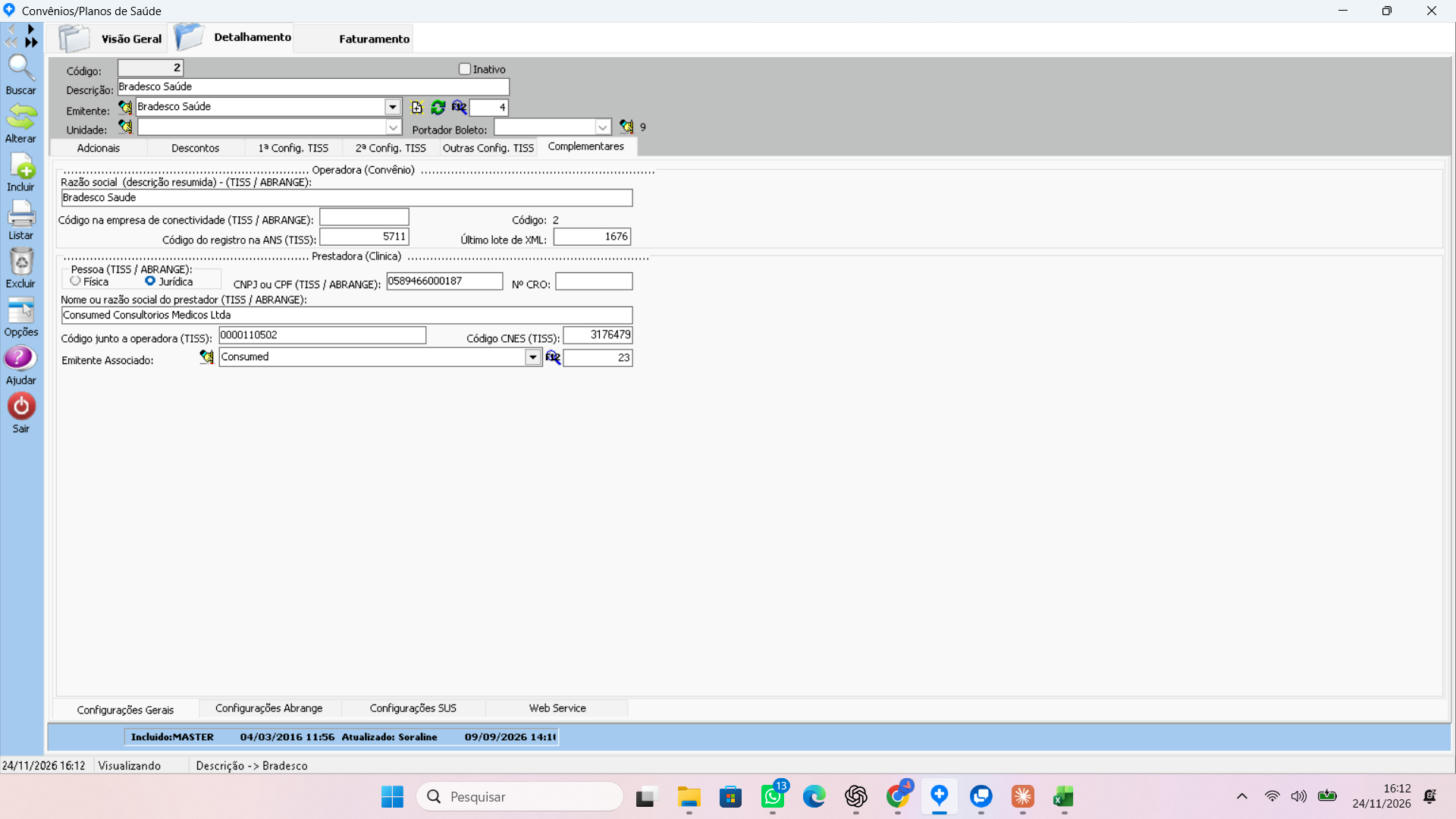 Convênios/Planos de Saúde
Visão Geral
Detalhamento
Faturamento
Código: 2
Inativo
Descrição: Bradesco Saúde
Emitente: Bradesco Saúde F12 4
Unidade:
Portador Boleto: 9
Adcionais
Descontos
1ª Config. TISS
2ª Config. TISS
Outras Config. TISS
Complementares
Operadora (Convênio)
Razão social (descrição resumida) - (TISS / ABRANGE):
Bradesco Saude
Código na empresa de conectividade (TISS / ABRANGE):
Código: 2
Código do registro na ANS (TISS): 5711
Último lote de XML: 1676
Prestadora (Clinica)
Pessoa (TISS / ABRANGE):
Física
Jurídica
CNPJ ou CPF (TISS / ABRANGE): 0589466000187
Nº CRO:
Nome ou razão social do prestador (TISS / ABRANGE):
Consumed Consultorios Medicos Ltda
Código junto a operadora (TISS): 0000110502
Código CNES (TISS): 3176479
Emitente Associado: Consumed F12 23
Buscar
Alterar
Incluir
Listar
Excluir
Opções
Ajudar
Sair
Configurações Gerais
Configurações Abrange
Configurações SUS
Web Service
Incluido:MASTER 04/03/2016 11:56 Atualizado: Soraline 09/09/2026 14:1
24/11/2026 16:12 Visualizando Descrição -> Bradesco
Pesquisar
13
16:12
24/11/2026